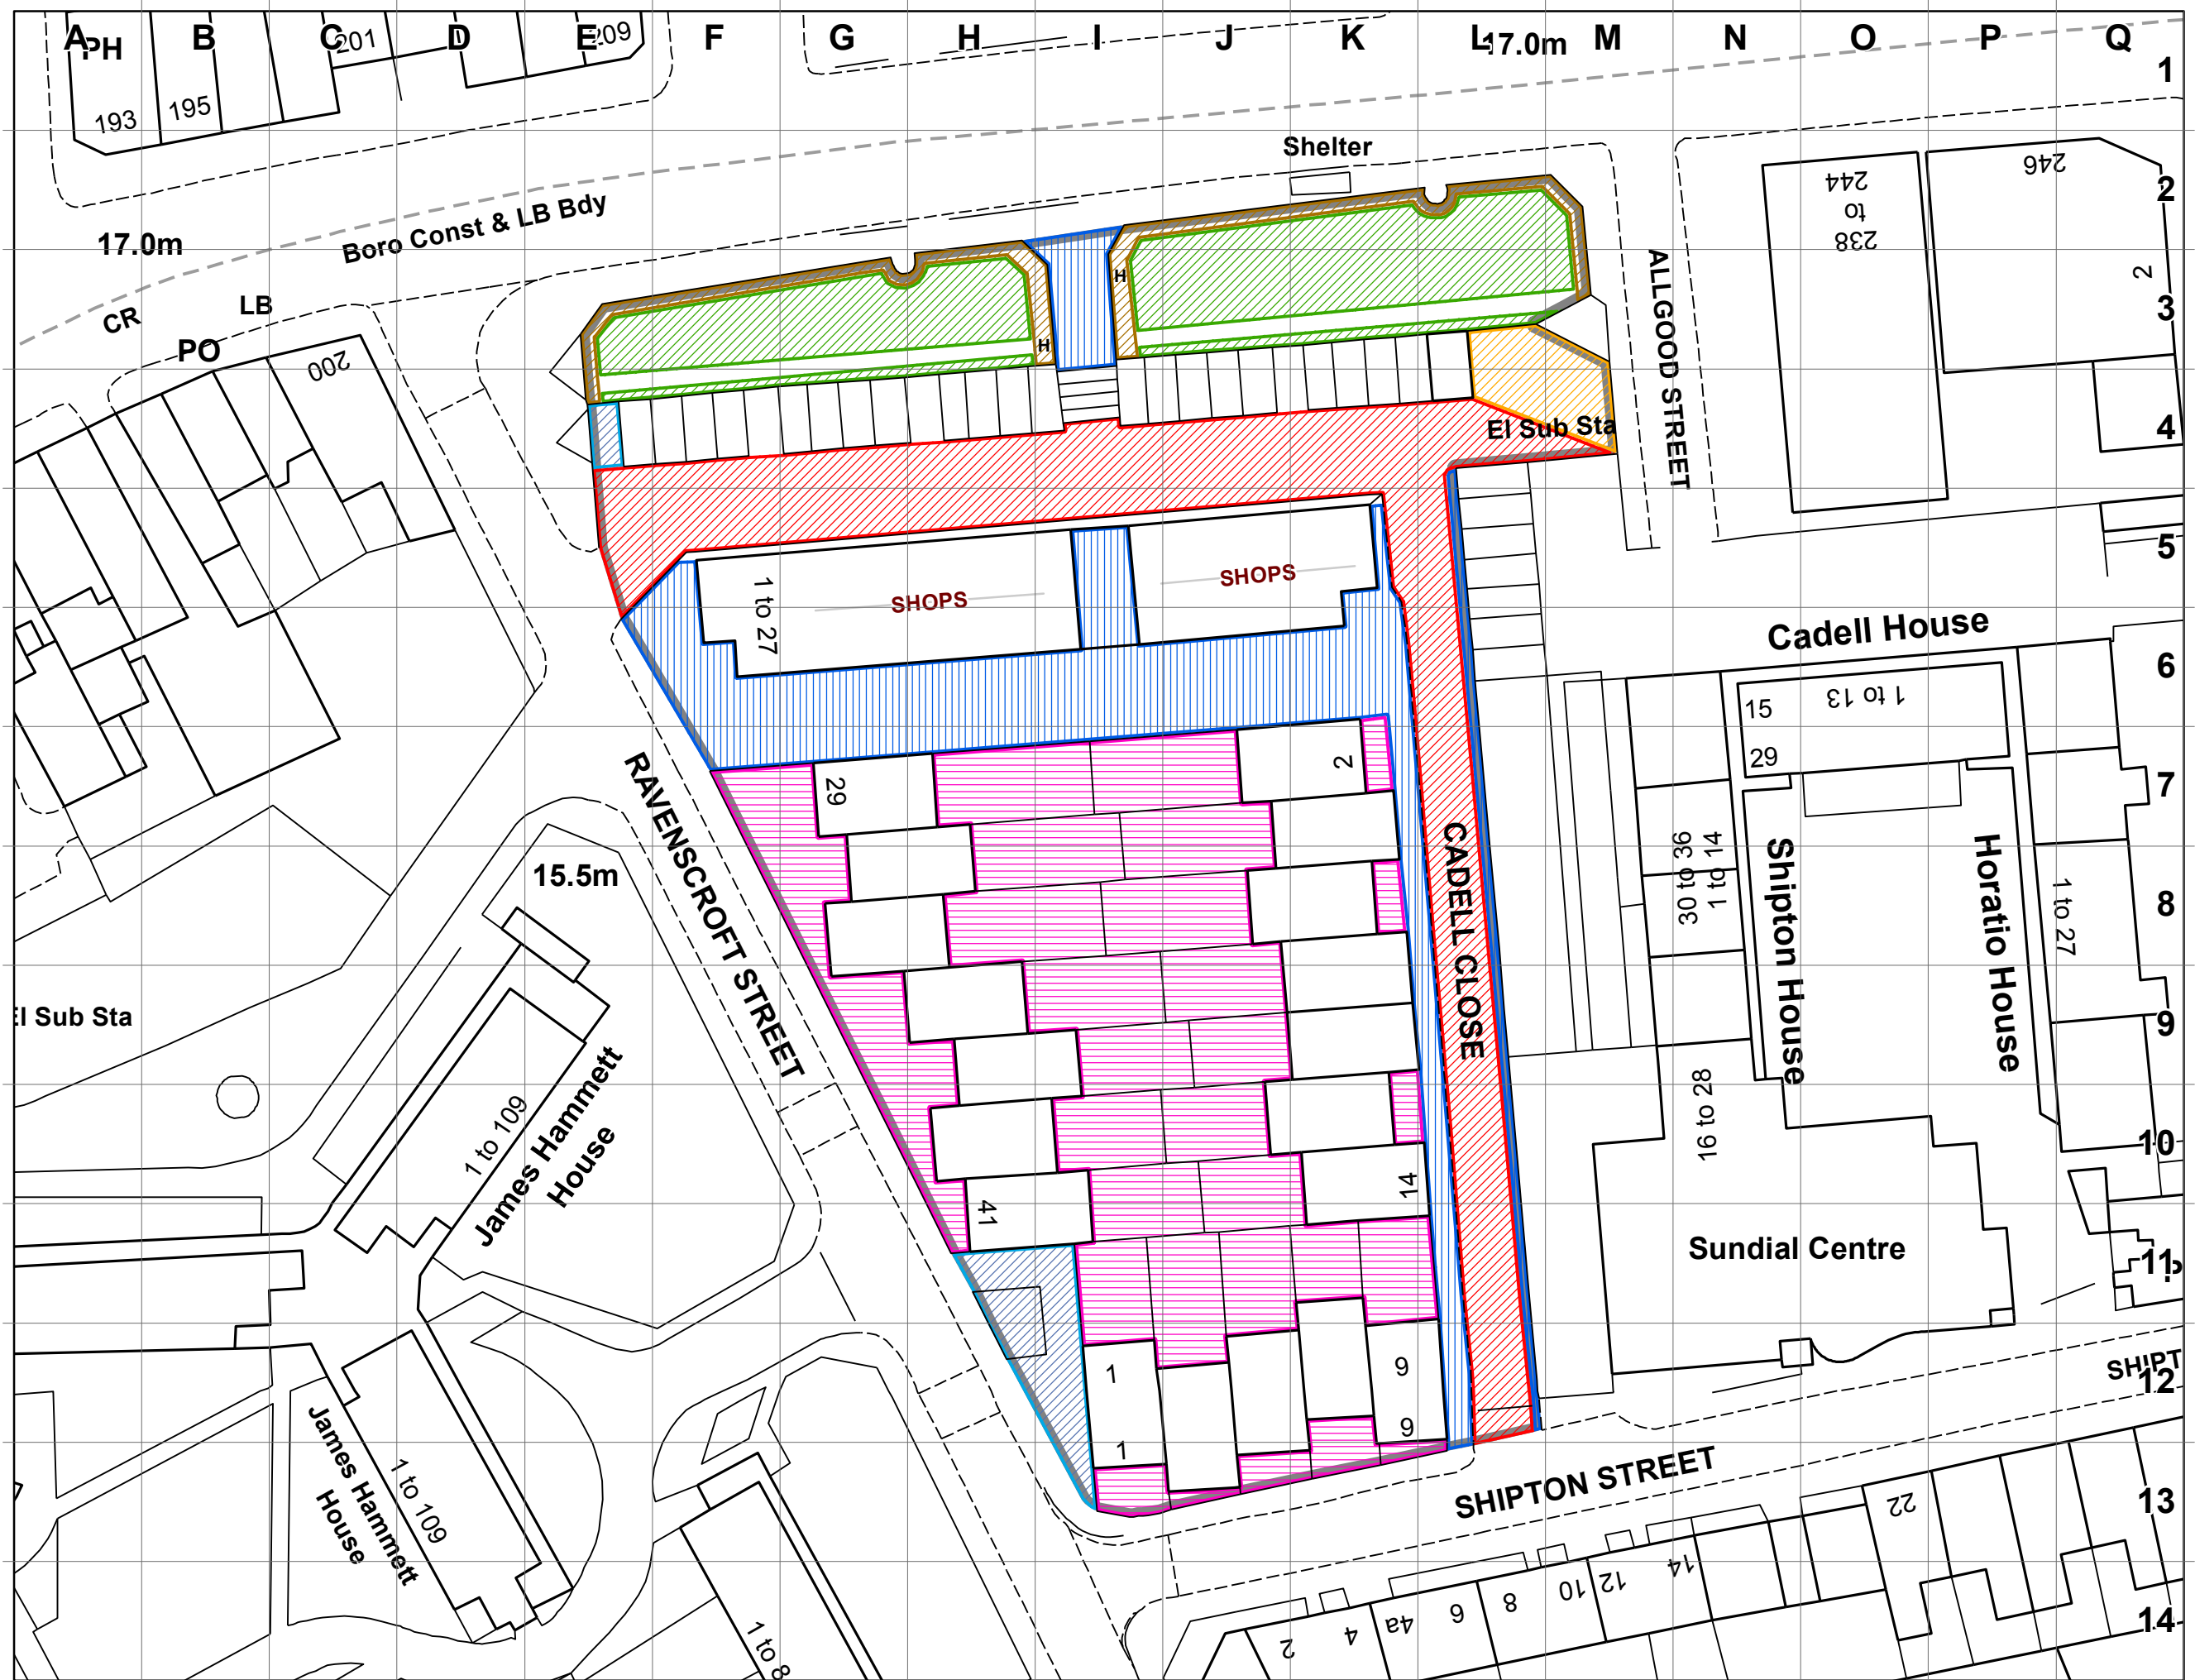 A B C D E F G H I J K L M N O P Q
PH
201
209
17.0m
1
193
195
Shelter
2
244
to
238
246
Boro Const & LB Bdy
17.0m
H
H
2
CR
LB
3
PO
200
ALLGOOD STREET
El Sub Sta
4
5
1 to 27
SHOPS
SHOPS
Cadell House
6
15
1 to 13
29
RAVENSCROFT STREET
29
2
7
15.5m
CADELL CLOSE
30 to 36
1 to 14
Shipton House
Horatio House
1 to 27
8
El Sub Sta
9
1 to 109
James Hammett
House
16 to 28
10
41
14
Sundial Centre
11
1
9
SHIPT
12
James Hammett
House
1 to 109
1
9
SHIPTON STREET
22
13
1 to 8
2
4
4a
6
8
10
12
14
14